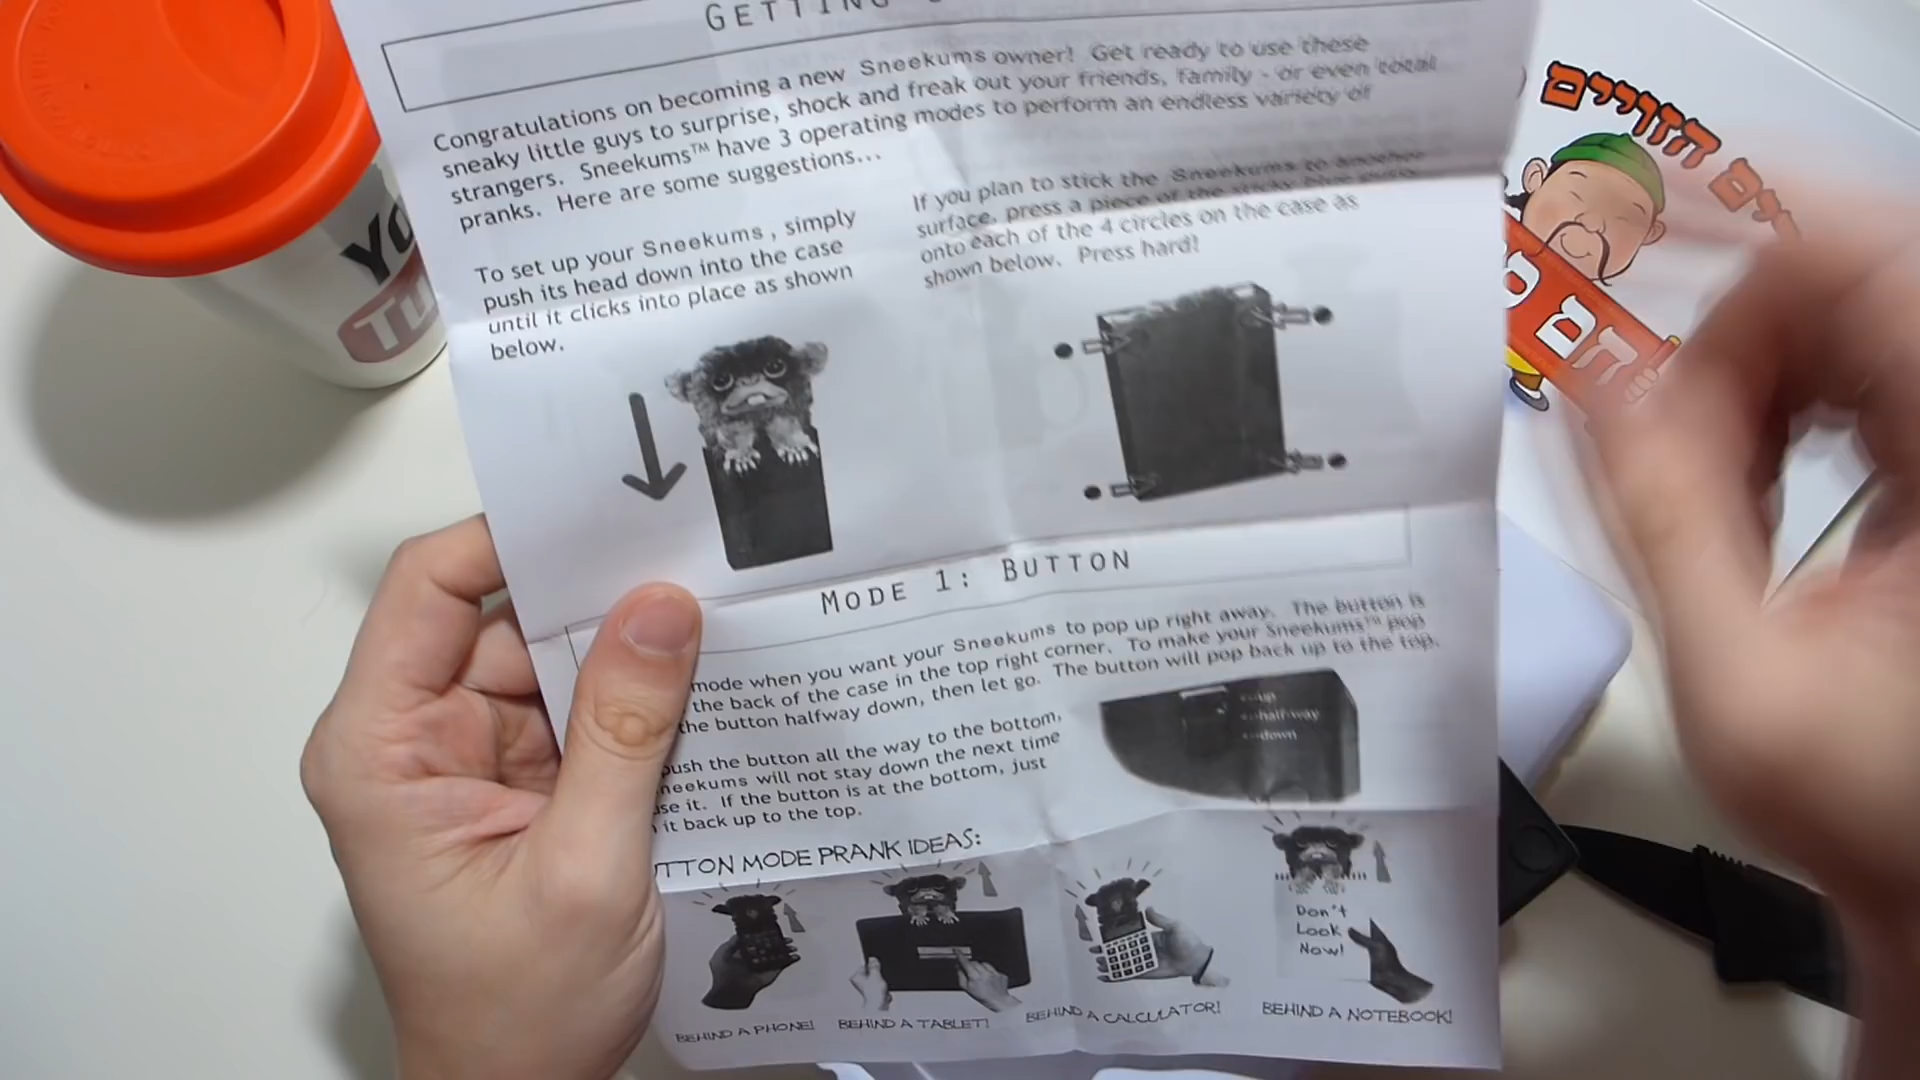 GETTING
Congratulations on becoming a new Sneekums owner! Get ready to use these
sneaky little guys to surprise, shock and freak out your friends, family - or even total
strangers. Sneekums™ have 3 operating modes to perform an endless variety of
pranks. Here are some suggestions...
To set up your Sneekums, simply
push its head down into the case
until it clicks into place as shown
below.
If you plan to stick the Sneekums to another
surface, press a piece of the sticky blue
onto each of the 4 circles on the case as
shown below. Press hard!
MODE 1: BUTTON
mode when you want your Sneekums to pop up right away. The button is
the back of the case in the top right corner. To make your Sneekums™ pop
the button halfway down, then let go. The button will pop back up to the top.
push the button all the way to the bottom,
neekums will not stay down the next time
use it. If the button is at the bottom, just
it back up to the top.
up
half-way
down
UTTON MODE PRANK IDEAS:
Don't
Look
Now!
BEHIND A PHONE!
BEHIND A TABLET!
BEHIND A CALCULATOR!
BEHIND A NOTEBOOK!
YO
TU
הזויים
הם